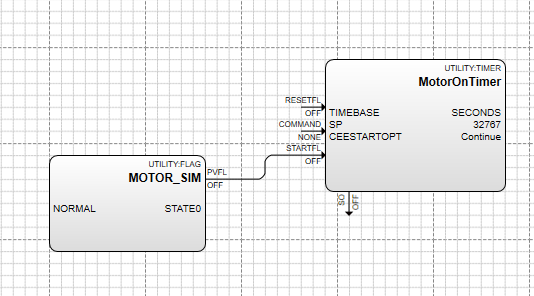 UTILITY:TIMER
MotorOnTimer
RESETFL
OFF
TIMEBASE SECONDS
COMMAND
SP 32767
NONE
CEESTARTOPT Continue
STARTFL
OFF
UTILITY:FLAG
MOTOR_SIM
PVFL
OFF
NORMAL STATE0
SO
OFF